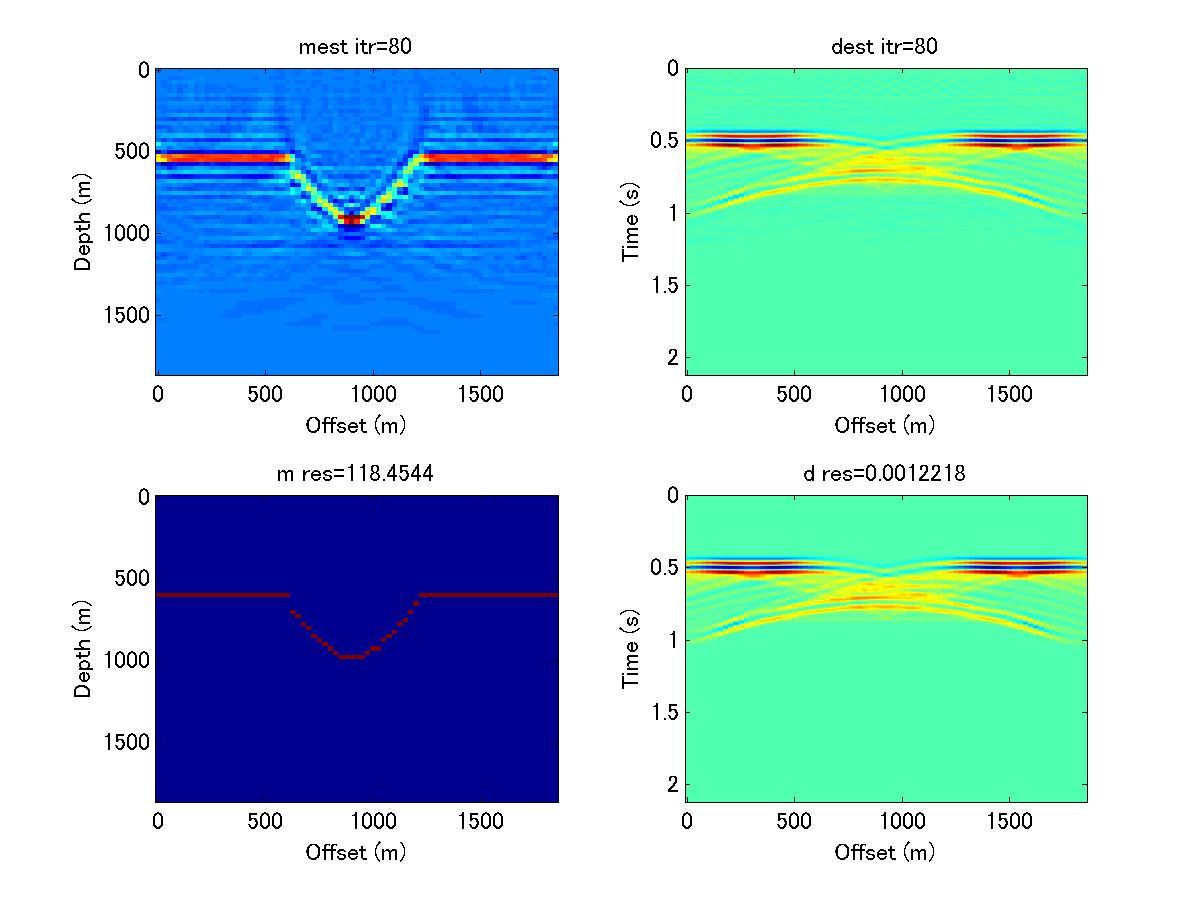 mest itr=80
0
500
1000
1500
Depth (m)
0 500 1000 1500
Offset (m)
dest itr=80
0
0.5
1
1.5
2
Time (s)
0 500 1000 1500
Offset (m)
m res=118.4544
0
500
1000
1500
Depth (m)
0 500 1000 1500
Offset (m)
d res=0.0012218
0
0.5
1
1.5
2
Time (s)
0 500 1000 1500
Offset (m)